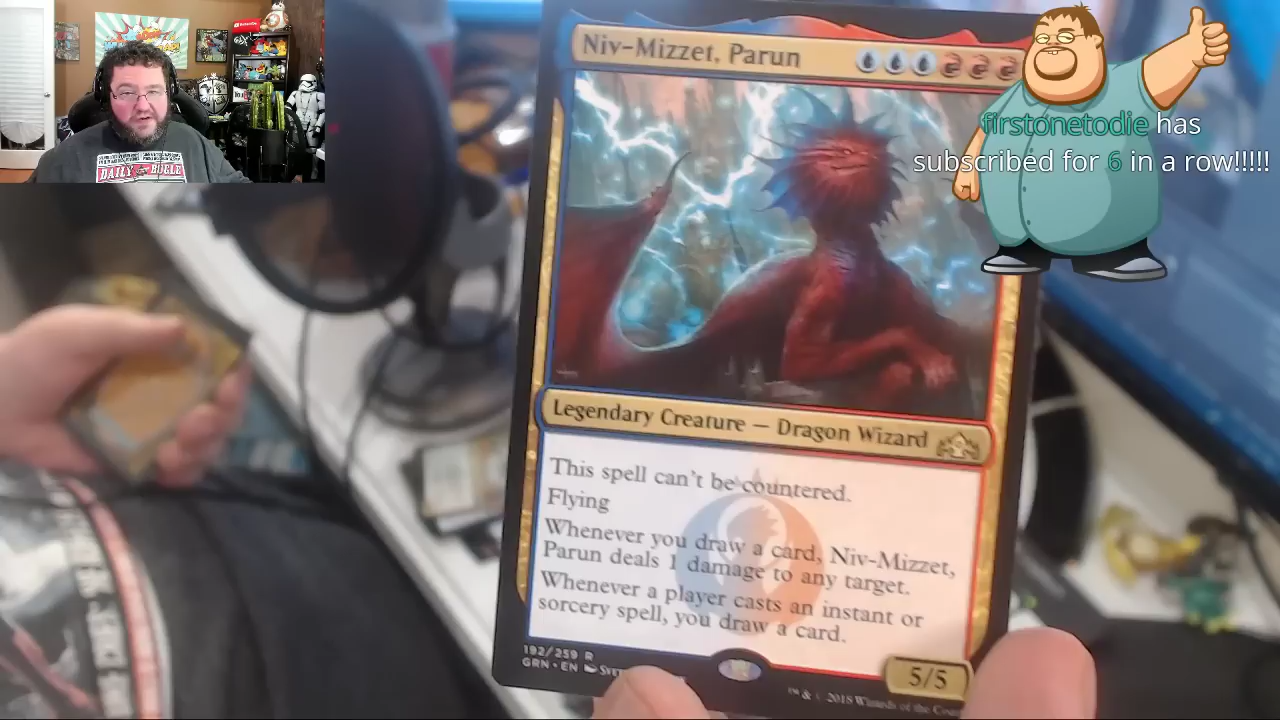 DAILY BUGLE
Niv-Mizzet, Parun
firstonetodie has
subscribed for 6 in a row!!!!!
Legendary Creature — Dragon Wizard
This spell can't be countered.
Flying
Whenever you draw a card, Niv-Mizzet,
Parun deals 1 damage to any target.
Whenever a player casts an instant or
sorcery spell, you draw a card.
5/5
192/259 R
GRN • EN
™ & © 2018 Wizards of the